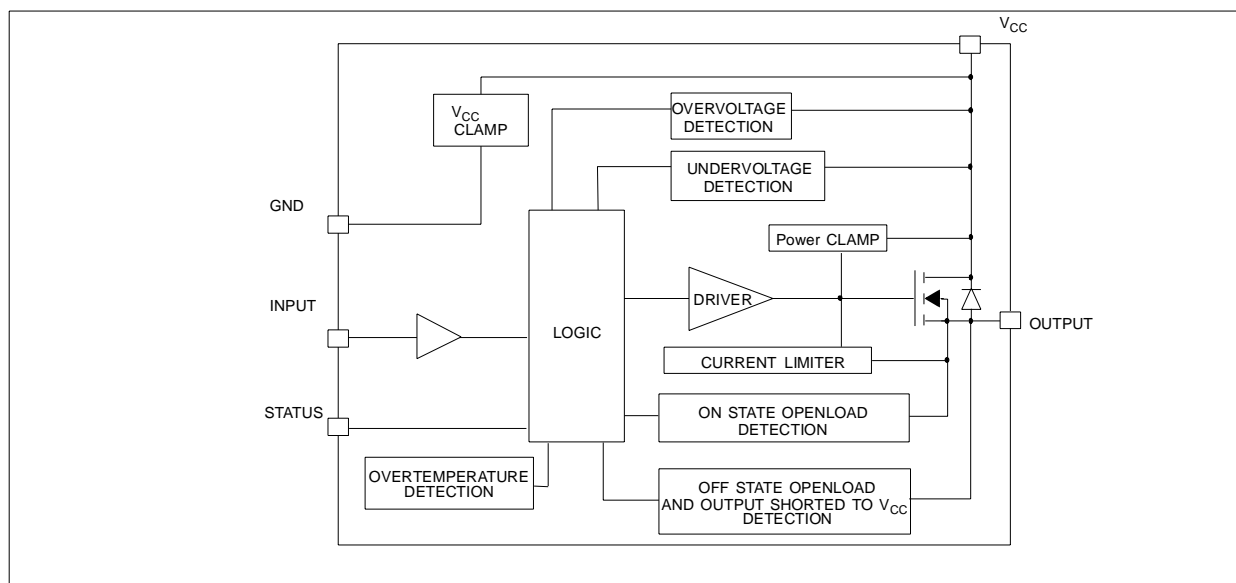 VCC
VCC
CLAMP
OVERVOLTAGE
DETECTION
UNDERVOLTAGE
DETECTION
GND
Power CLAMP
INPUT
DRIVER
LOGIC
OUTPUT
CURRENT LIMITER
STATUS
ON STATE OPENLOAD
DETECTION
OVERTEMPERATURE
DETECTION
OFF STATE OPENLOAD
AND OUTPUT SHORTED TO VCC
DETECTION